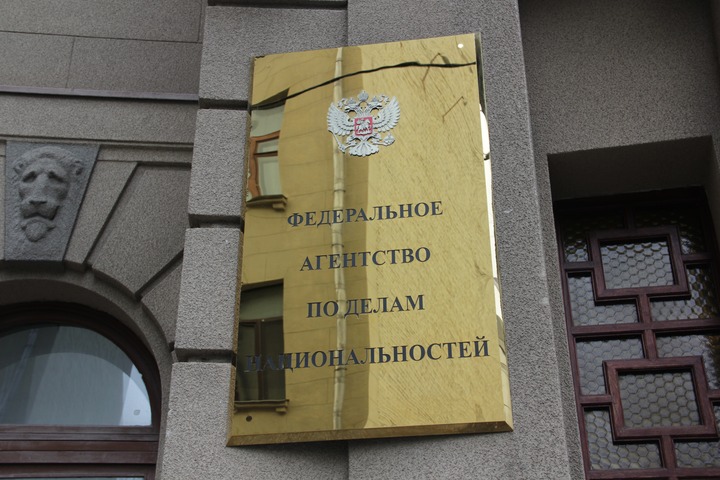 ФЕДЕРАЛЬНОЕ
АГЕНТСТВО
ПО ДЕЛАМ
НАЦИОНАЛЬНОСТЕЙ